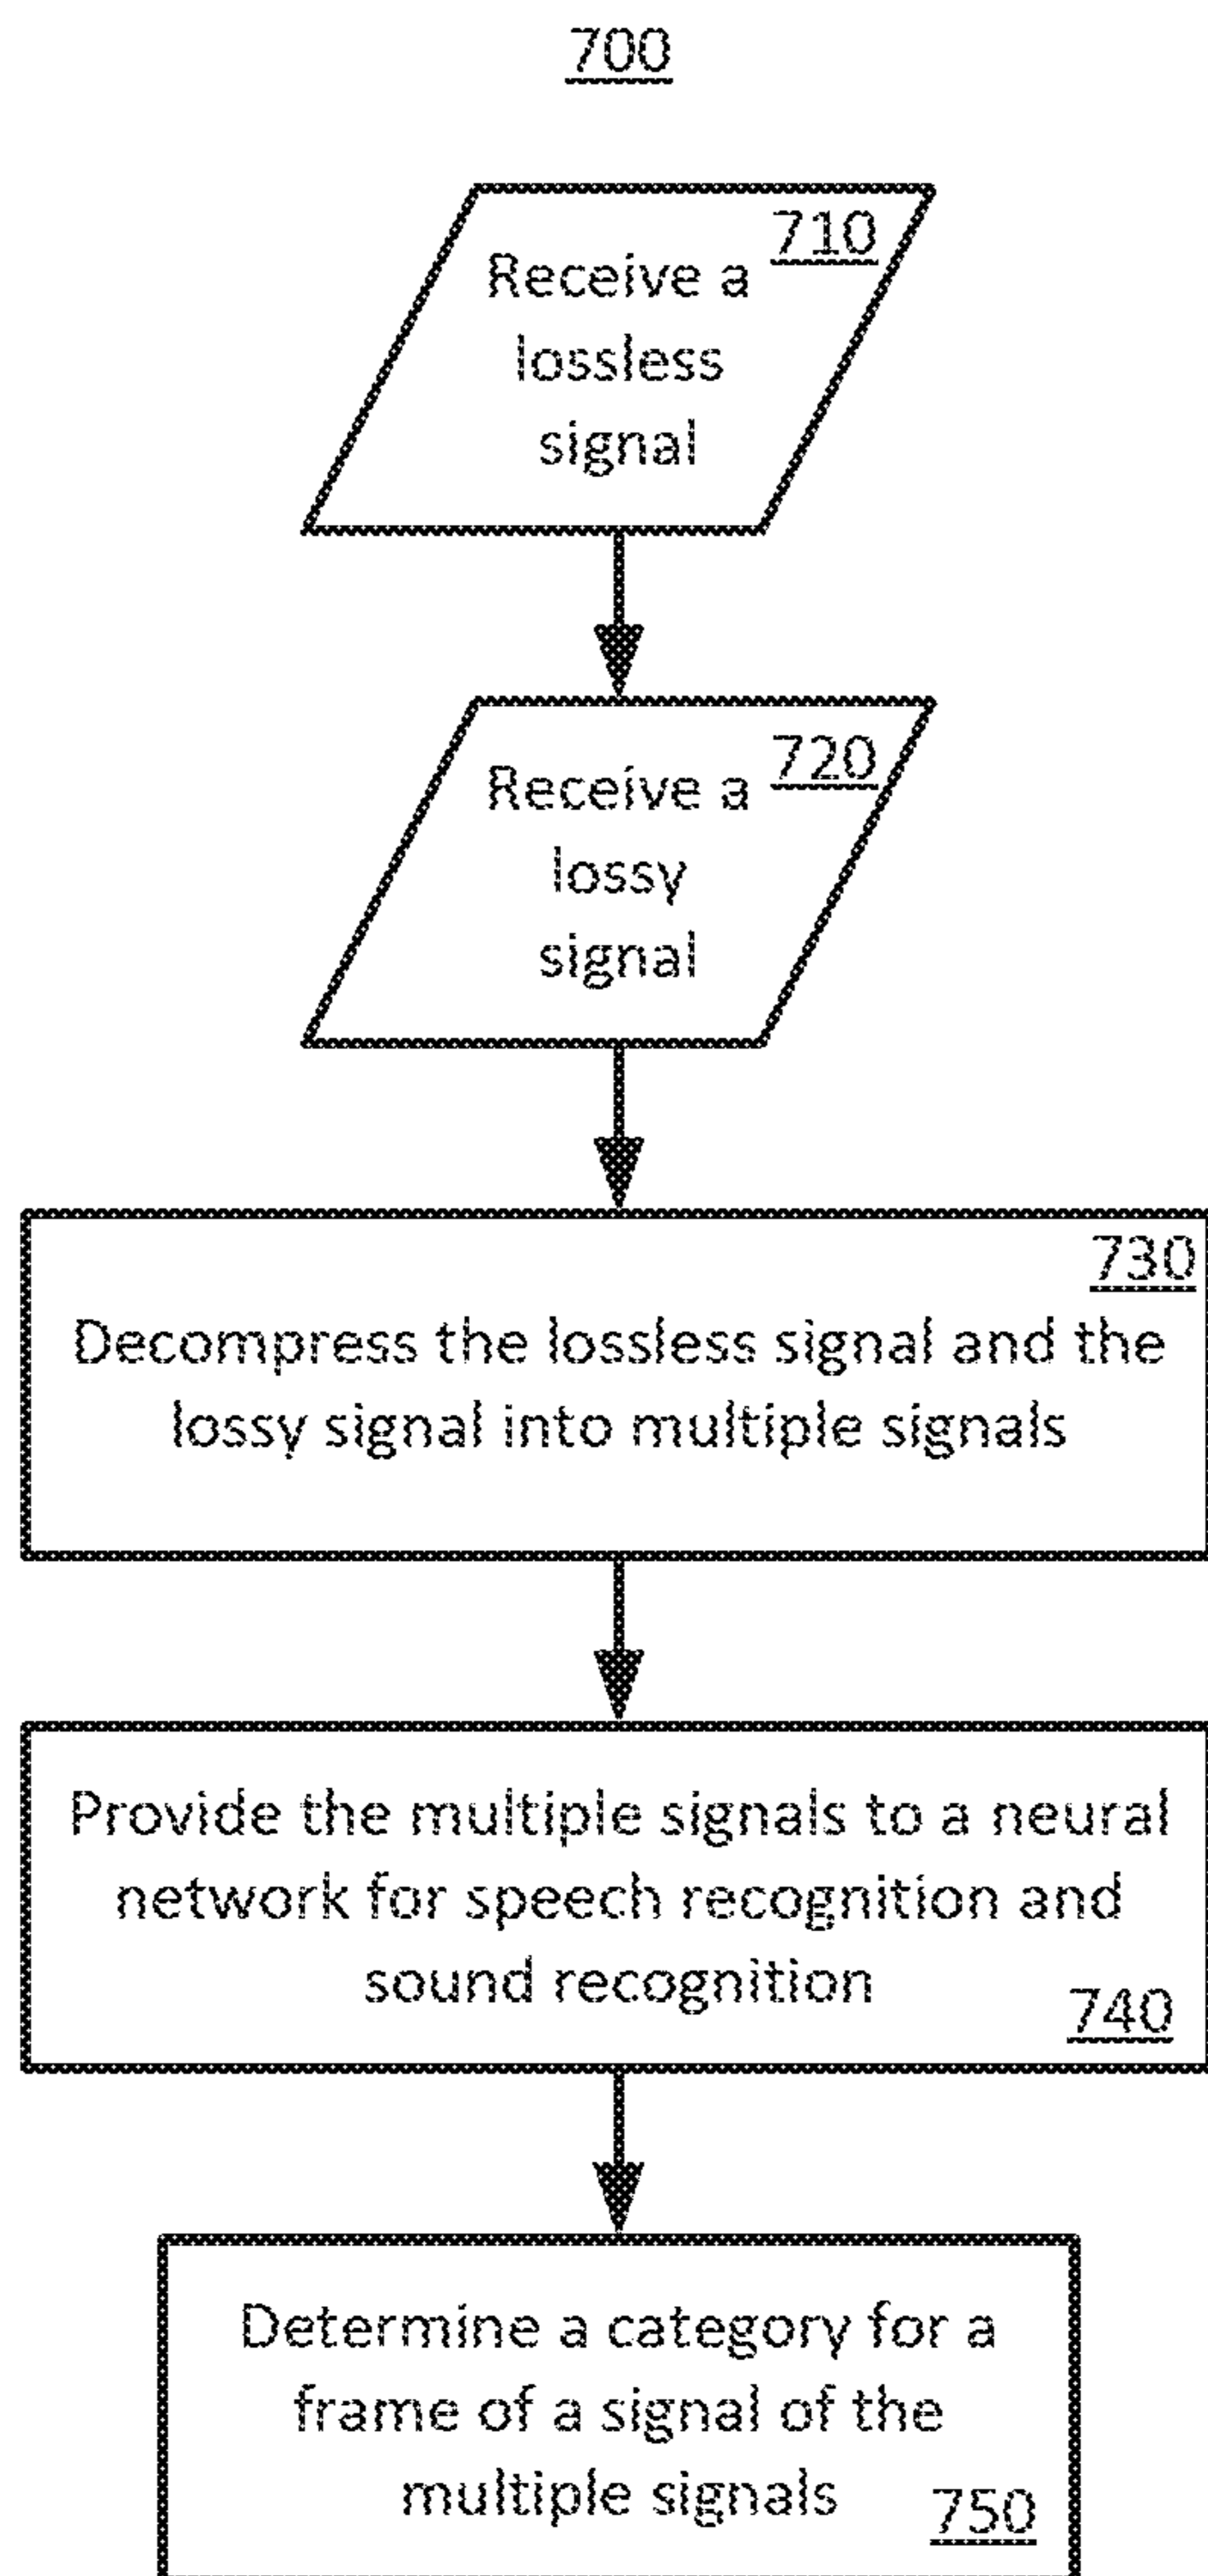 700
710
Receive a
lossless
signal
720
Receive a
lossy
signal
730
Decompress the lossless signal and the
lossy signal into multiple signals
Provide the multiple signals to a neural
network for speech recognition and
sound recognition
740
Determine a category for a
frame of a signal of the
multiple signals
750